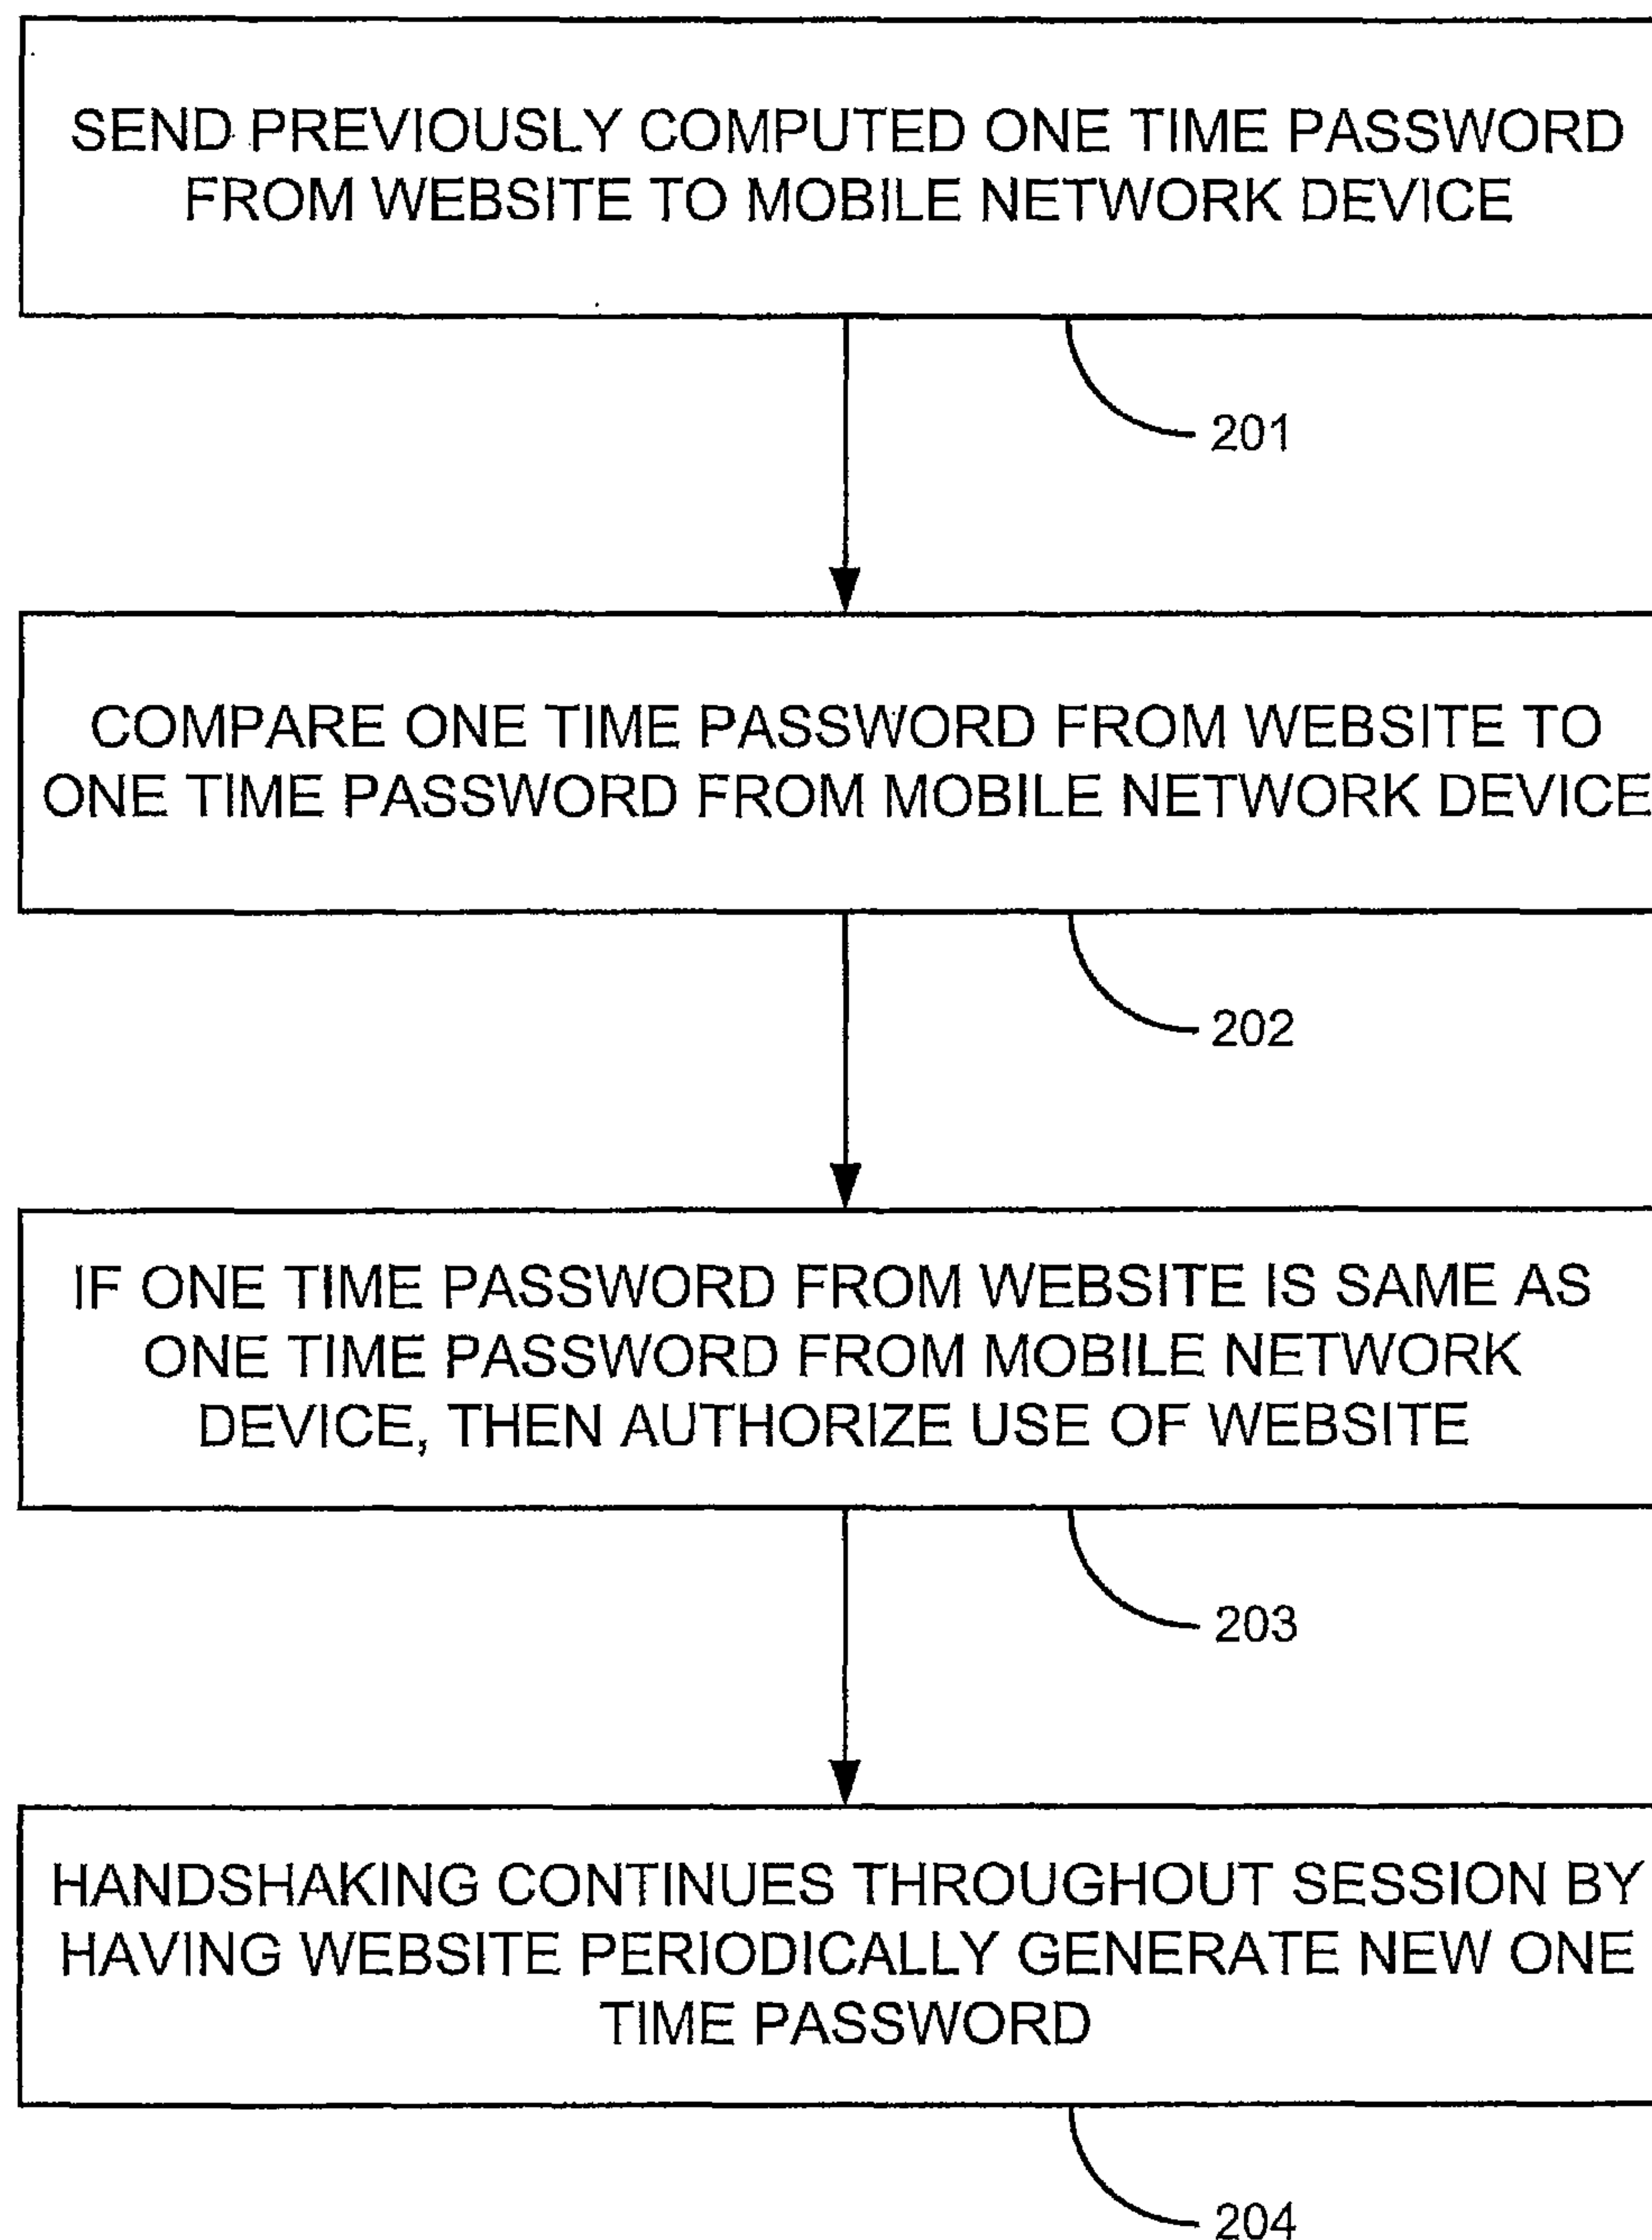 SEND PREVIOUSLY COMPUTED ONE TIME PASSWORD
FROM WEBSITE TO MOBILE NETWORK DEVICE
201
COMPARE ONE TIME PASSWORD FROM WEBSITE TO
ONE TIME PASSWORD FROM MOBILE NETWORK DEVICE
202
IF ONE TIME PASSWORD FROM WEBSITE IS SAME AS
ONE TIME PASSWORD FROM MOBILE NETWORK
DEVICE, THEN AUTHORIZE USE OF WEBSITE
203
HANDSHAKING CONTINUES THROUGHOUT SESSION BY
HAVING WEBSITE PERIODICALLY GENERATE NEW ONE
TIME PASSWORD
204